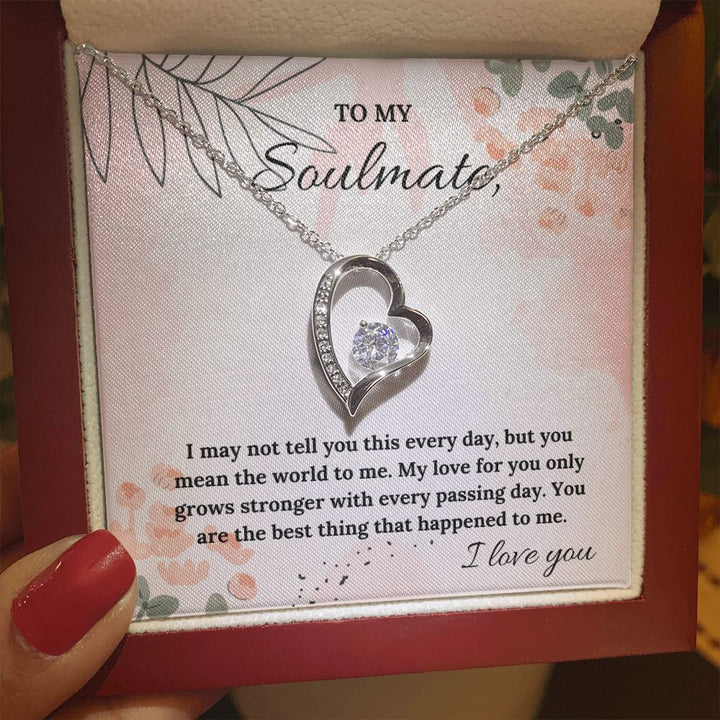 TO MY
Soulmate,
I may not tell you this every day, but you
mean the world to me. My love for you only
grows stronger with every passing day. You
are the best thing that happened to me.
I love you